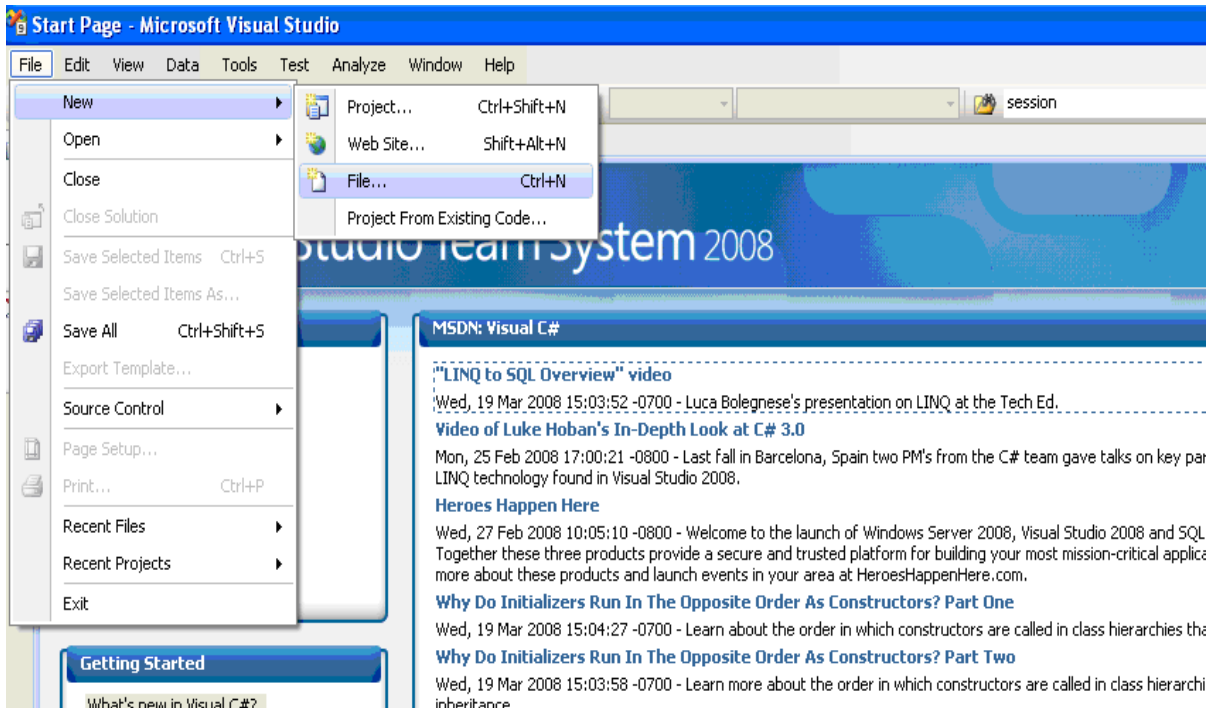 Start Page - Microsoft Visual Studio
File Edit View Data Tools Test Analyze Window Help
New
Open
Close
Close Solution
Save Selected Items Ctrl+S
Save Selected Items As...
Save All Ctrl+Shift+S
Export Template...
Source Control
Page Setup...
Print... Ctrl+P
Recent Files
Recent Projects
Exit
Project... Ctrl+Shift+N
Web Site... Shift+Alt+N
File... Ctrl+N
Project From Existing Code...
session
Studio Team System 2008
MSDN: Visual C#
"LINQ to SQL Overview" video
Wed, 19 Mar 2008 15:03:52 -0700 - Luca Bolegnese's presentation on LINQ at the Tech Ed.
Video of Luke Hoban's In-Depth Look at C# 3.0
Mon, 25 Feb 2008 17:00:21 -0800 - Last fall in Barcelona, Spain two PM's from the C# team gave talks on key par
LINQ technology found in Visual Studio 2008.
Heroes Happen Here
Wed, 27 Feb 2008 10:05:10 -0800 - Welcome to the launch of Windows Server 2008, Visual Studio 2008 and SQL
Together these three products provide a secure and trusted platform for building your most mission-critical applica
more about these products and launch events in your area at HeroesHappenHere.com.
Why Do Initializers Run In The Opposite Order As Constructors? Part One
Wed, 19 Mar 2008 15:04:27 -0700 - Learn about the order in which constructors are called in class hierarchies tha
Why Do Initializers Run In The Opposite Order As Constructors? Part Two
Wed, 19 Mar 2008 15:03:58 -0700 - Learn more about the order in which constructors are called in class hierarchi
inheritance.
Getting Started
What's new in Visual C#?